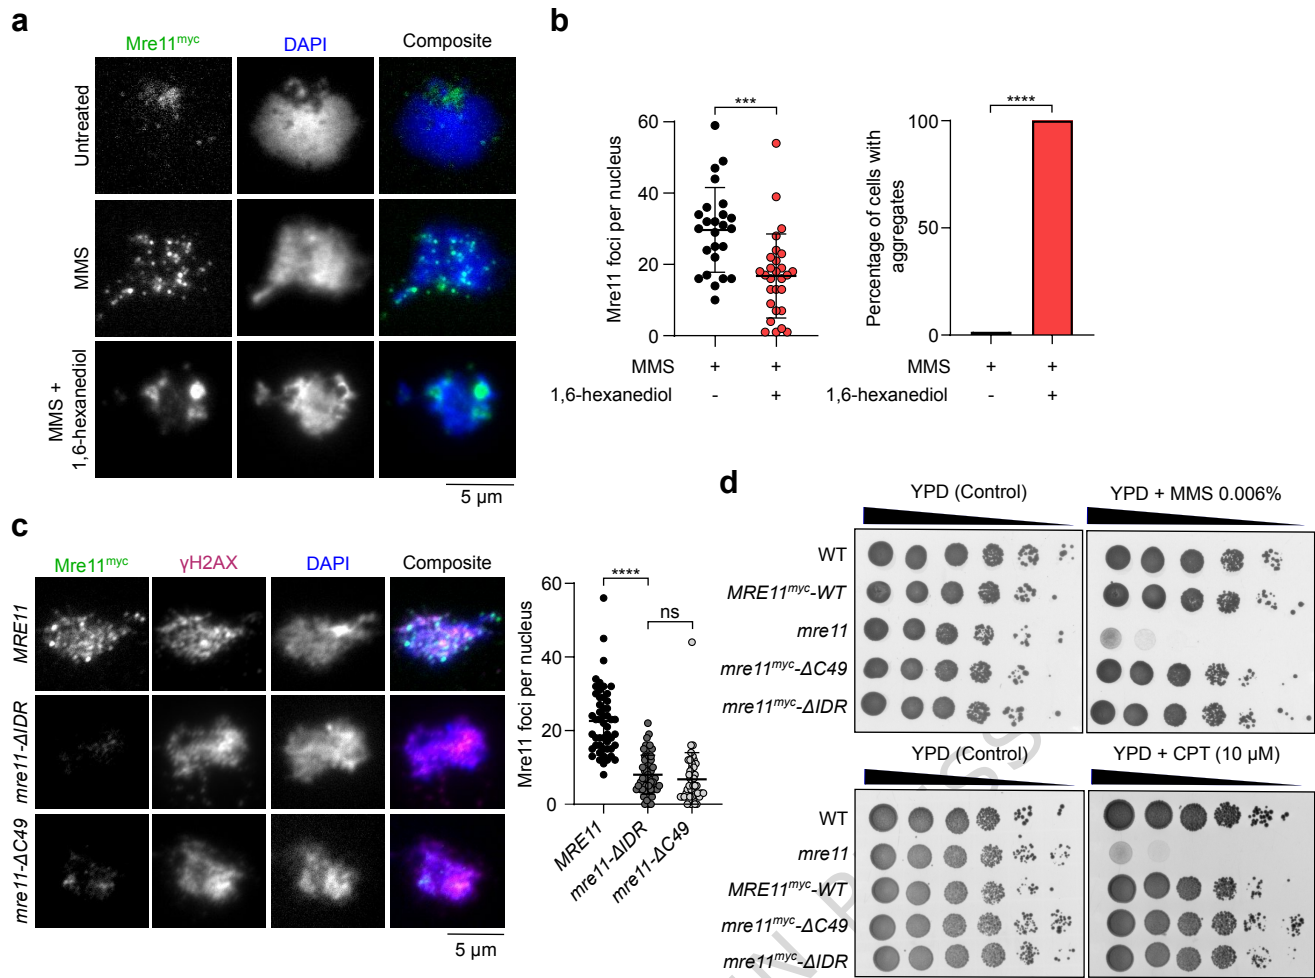 a
Mre11myc
DAPI
Composite
Untreated
MMS
MMS +
1,6-hexanediol
5 µm
b
***
Mre11 foci per nucleus
60
40
20
0
MMS + +
1,6-hexanediol - +
****
Percentage of cells with
aggregates
100
50
0
MMS + +
1,6-hexanediol - +
c
Mre11myc
γH2AX
DAPI
Composite
MRE11
mre11-ΔIDR
mre11-ΔC49
5 µm
****
ns
Mre11 foci per nucleus
60
40
20
0
MRE11
mre11-ΔIDR
mre11-ΔC49
d
YPD (Control)
YPD + MMS 0.006%
WT
MRE11myc-WT
mre11
mre11myc-ΔC49
mre11myc-ΔIDR
YPD (Control)
YPD + CPT (10 µM)
WT
mre11
MRE11myc-WT
mre11myc-ΔC49
mre11myc-ΔIDR